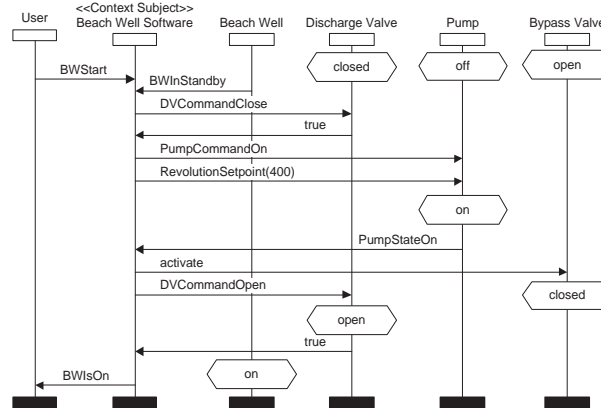 <<Context Subject>>
User
Beach Well Software
Beach Well
Discharge Valve
Pump
Bypass Valve
closed
off
open
BWStart
BWInStandby
DVCommandClose
true
PumpCommandOn
RevolutionSetpoint(400)
on
PumpStateOn
activate
DVCommandOpen
closed
open
true
on
BWIsOn